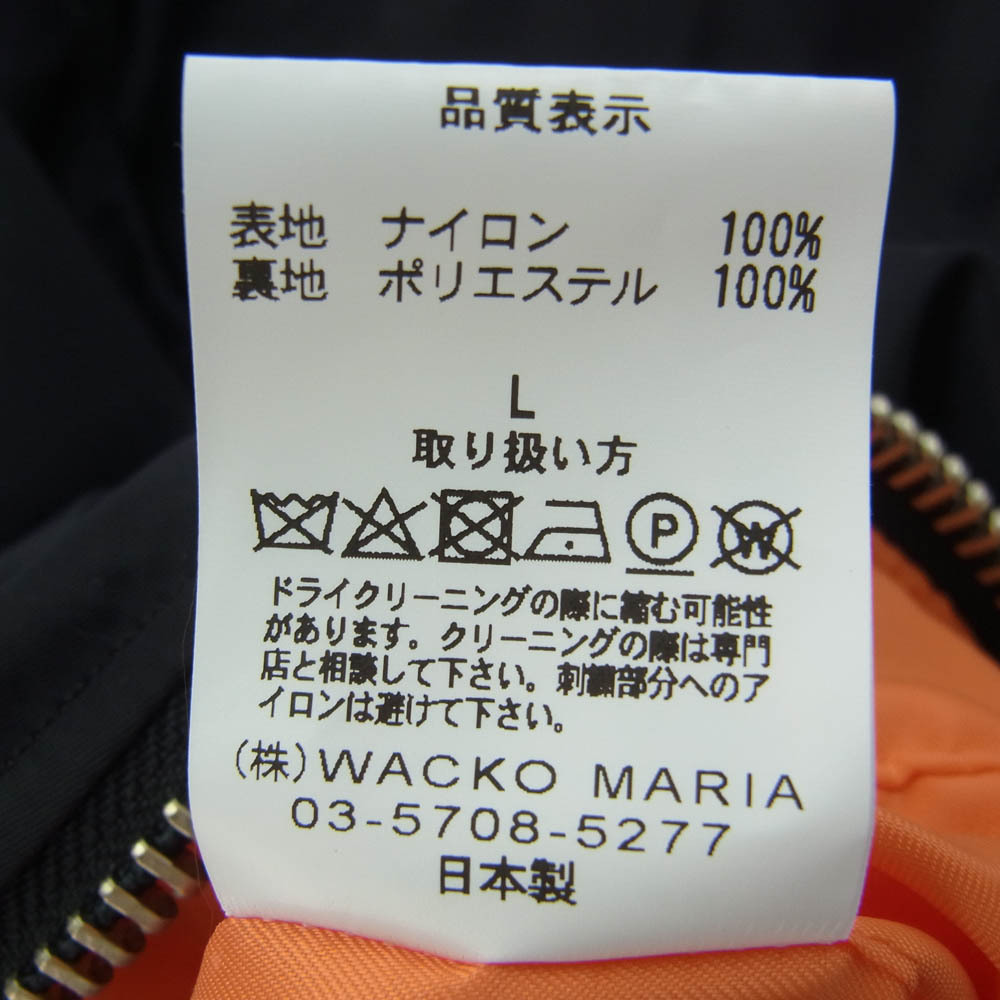 品質表示
表地 ナイロン 100%
裏地 ポリエステル 100%
L
取り扱い方
P W
ドライクリーニングの際に縮む可能性
があります。クリーニングの際は専門
店と相談して下さい。刺繍部分へのア
イロンは避けて下さい。
(株)WACKO MARIA
03-5708-5277
日本製